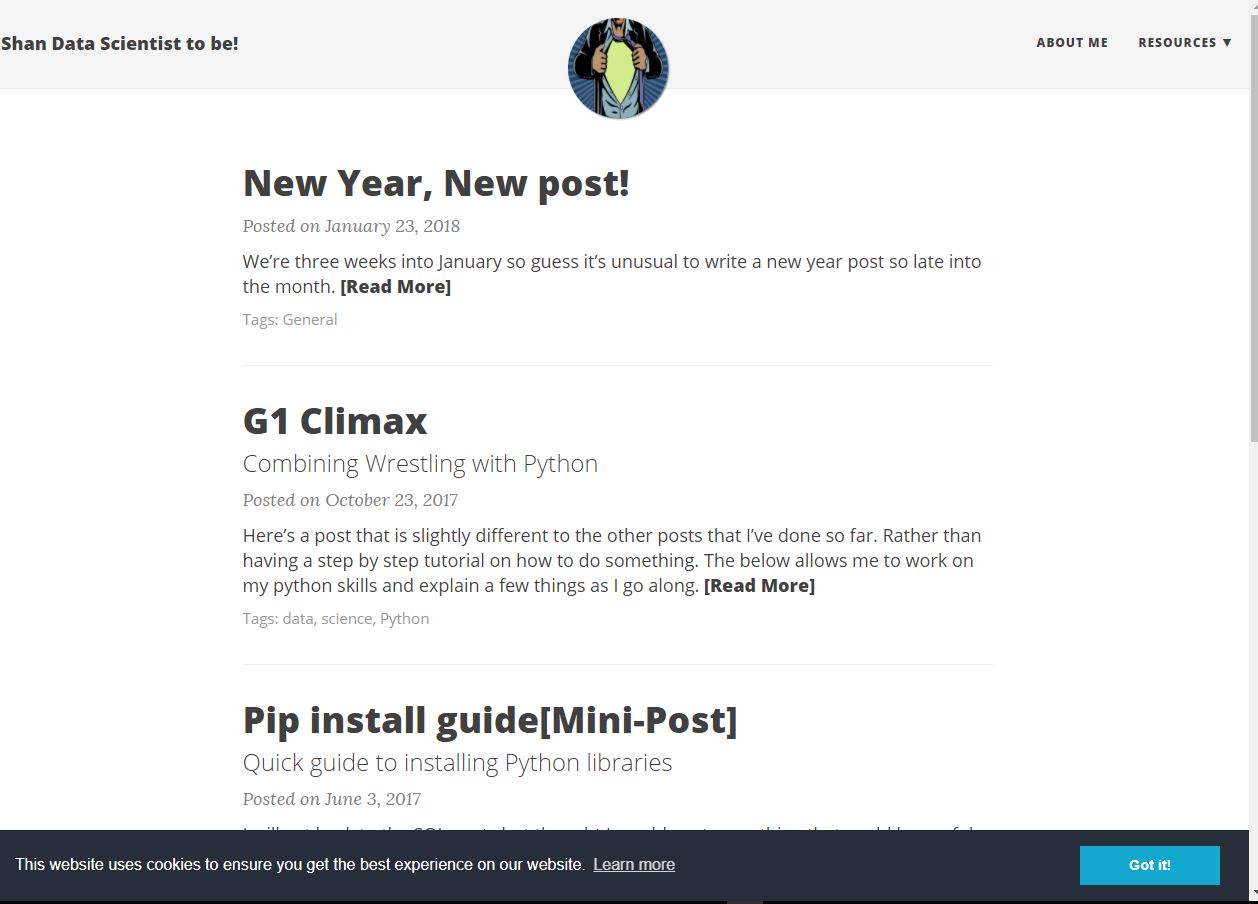 Shan Data Scientist to be!
ABOUT ME
RESOURCES ▼
New Year, New post!
Posted on January 23, 2018
We’re three weeks into January so guess it’s unusual to write a new year post so late into
the month. [Read More]
Tags: General
G1 Climax
Combining Wrestling with Python
Posted on October 23, 2017
Here’s a post that is slightly different to the other posts that I’ve done so far. Rather than
having a step by step tutorial on how to do something. The below allows me to work on
my python skills and explain a few things as I go along. [Read More]
Tags: data, science, Python
Pip install guide[Mini-Post]
Quick guide to installing Python libraries
Posted on June 3, 2017
This website uses cookies to ensure you get the best experience on our website. Learn more
Got it!